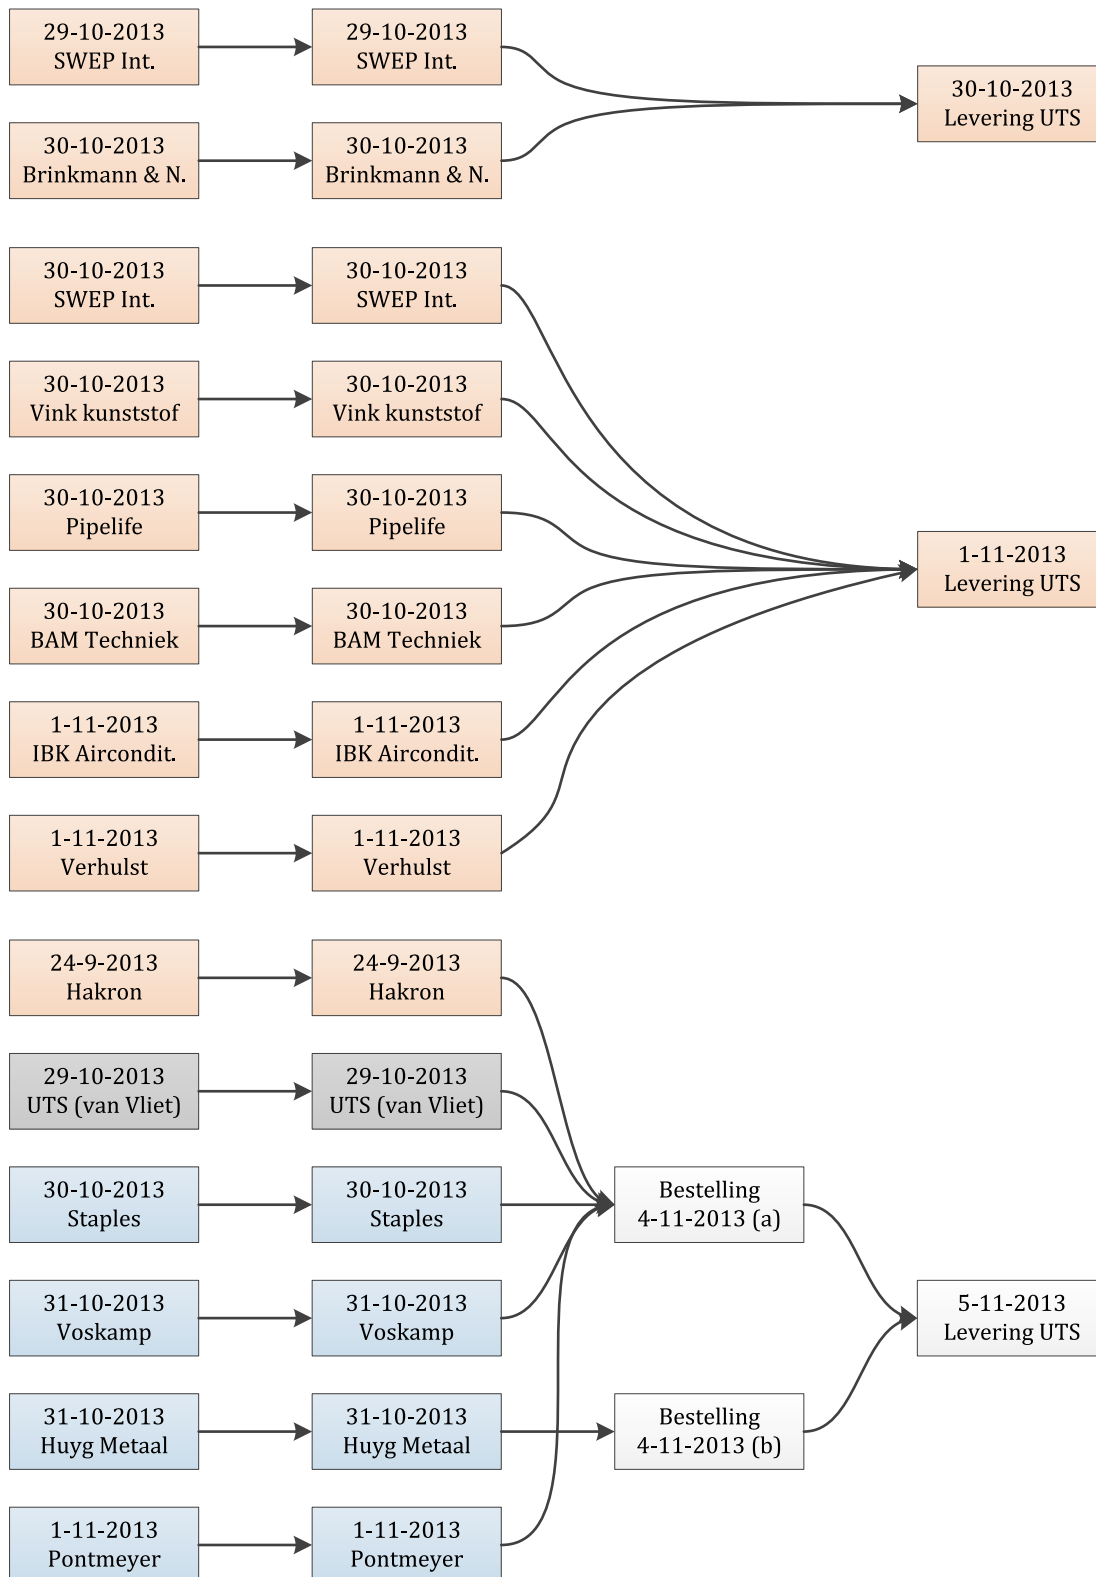 29-10-2013
SWEP Int.
29-10-2013
SWEP Int.
30-10-2013
Levering UTS
30-10-2013
Brinkmann & N.
30-10-2013
Brinkmann & N.
30-10-2013
SWEP Int.
30-10-2013
SWEP Int.
30-10-2013
Vink kunststof
30-10-2013
Vink kunststof
30-10-2013
Pipelife
30-10-2013
Pipelife
1-11-2013
Levering UTS
30-10-2013
BAM Techniek
30-10-2013
BAM Techniek
1-11-2013
IBK Aircondit.
1-11-2013
IBK Aircondit.
1-11-2013
Verhulst
1-11-2013
Verhulst
24-9-2013
Hakron
24-9-2013
Hakron
29-10-2013
UTS (van Vliet)
29-10-2013
UTS (van Vliet)
30-10-2013
Staples
30-10-2013
Staples
Bestelling
4-11-2013 (a)
31-10-2013
Voskamp
31-10-2013
Voskamp
5-11-2013
Levering UTS
31-10-2013
Huyg Metaal
31-10-2013
Huyg Metaal
Bestelling
4-11-2013 (b)
1-11-2013
Pontmeyer
1-11-2013
Pontmeyer